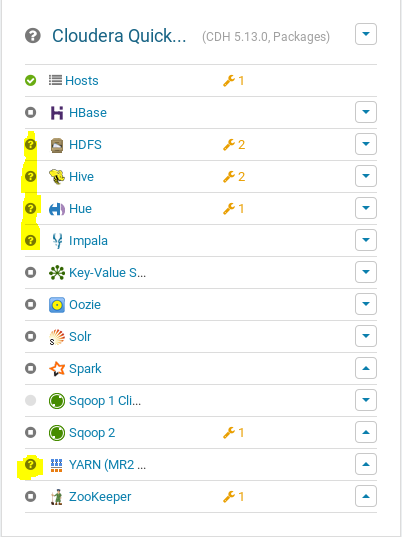 Cloudera Quick... (CDH 5.13.0, Packages)
Hosts 1
HBase
HDFS 2
Hive 2
Hue 1
Impala
Key-Value S...
Oozie
Solr
Spark
Sqoop 1 Cli...
Sqoop 2 1
YARN (MR2 ...
ZooKeeper 1